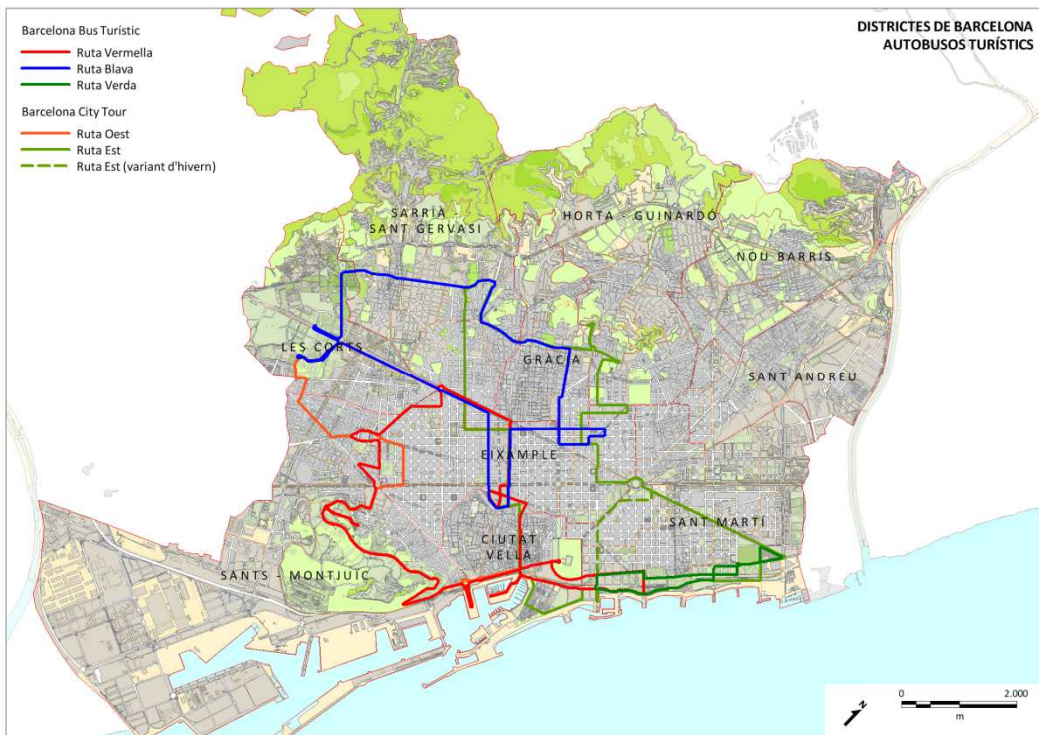 Barcelona Bus Turístic
Ruta Vermella
Ruta Blava
Ruta Verda
Barcelona City Tour
Ruta Oest
Ruta Est
Ruta Est (variant d'hivern)
DISTRICTES DE BARCELONA
AUTOBUSOS TURÍSTICS
SARRIÀ -
SANT GERVASI
HORTA - GUINARDÓ
NOU BARRIS
LES CORTS
GRÀCIA
SANT ANDREU
EIXAMPLE
SANT MARTÍ
CIUTAT
VELLA
SANTS - MONTJUÏC
N
0 2.000
m